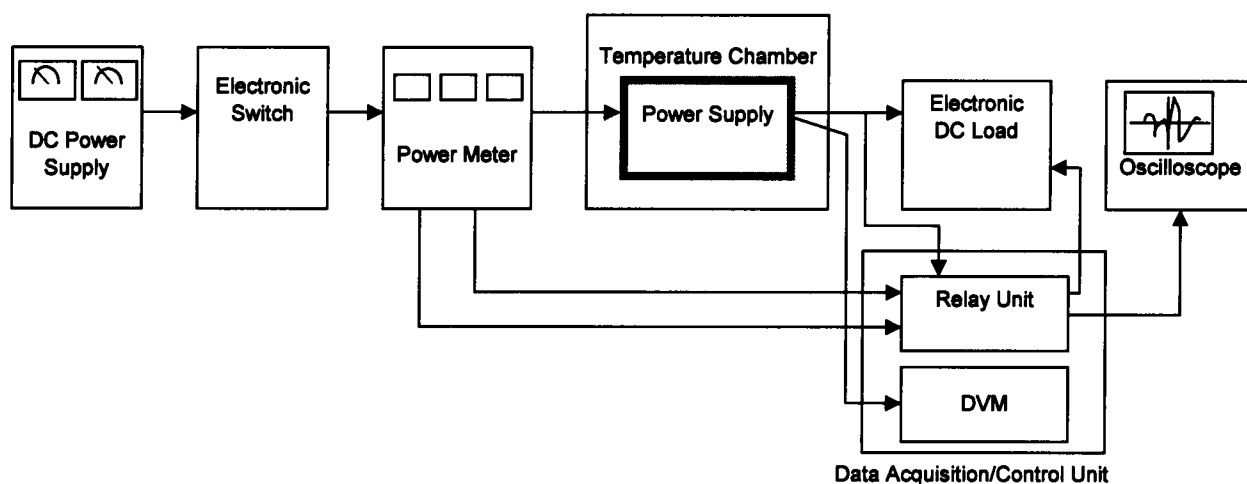 DC Power
Supply
Electronic
Switch
Power Meter
Temperature Chamber
Power Supply
Electronic
DC Load
Oscilloscope
Relay Unit
DVM
Data Acquisition/Control Unit